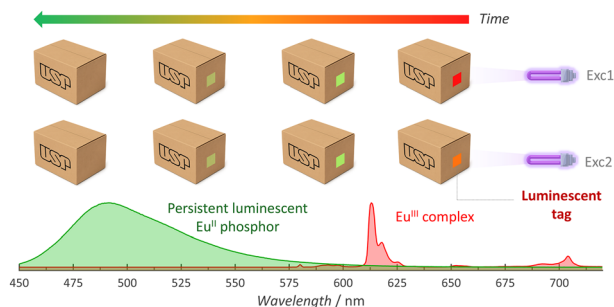 Time
USP
USP
USP
USP
Exc1
USP
USP
USP
USP
Exc2
Luminescent
tag
Persistent luminescent
Eu^II phosphor
Eu^III complex
450 475 500 525 550 575 600 625 650 675 700
Wavelength / nm